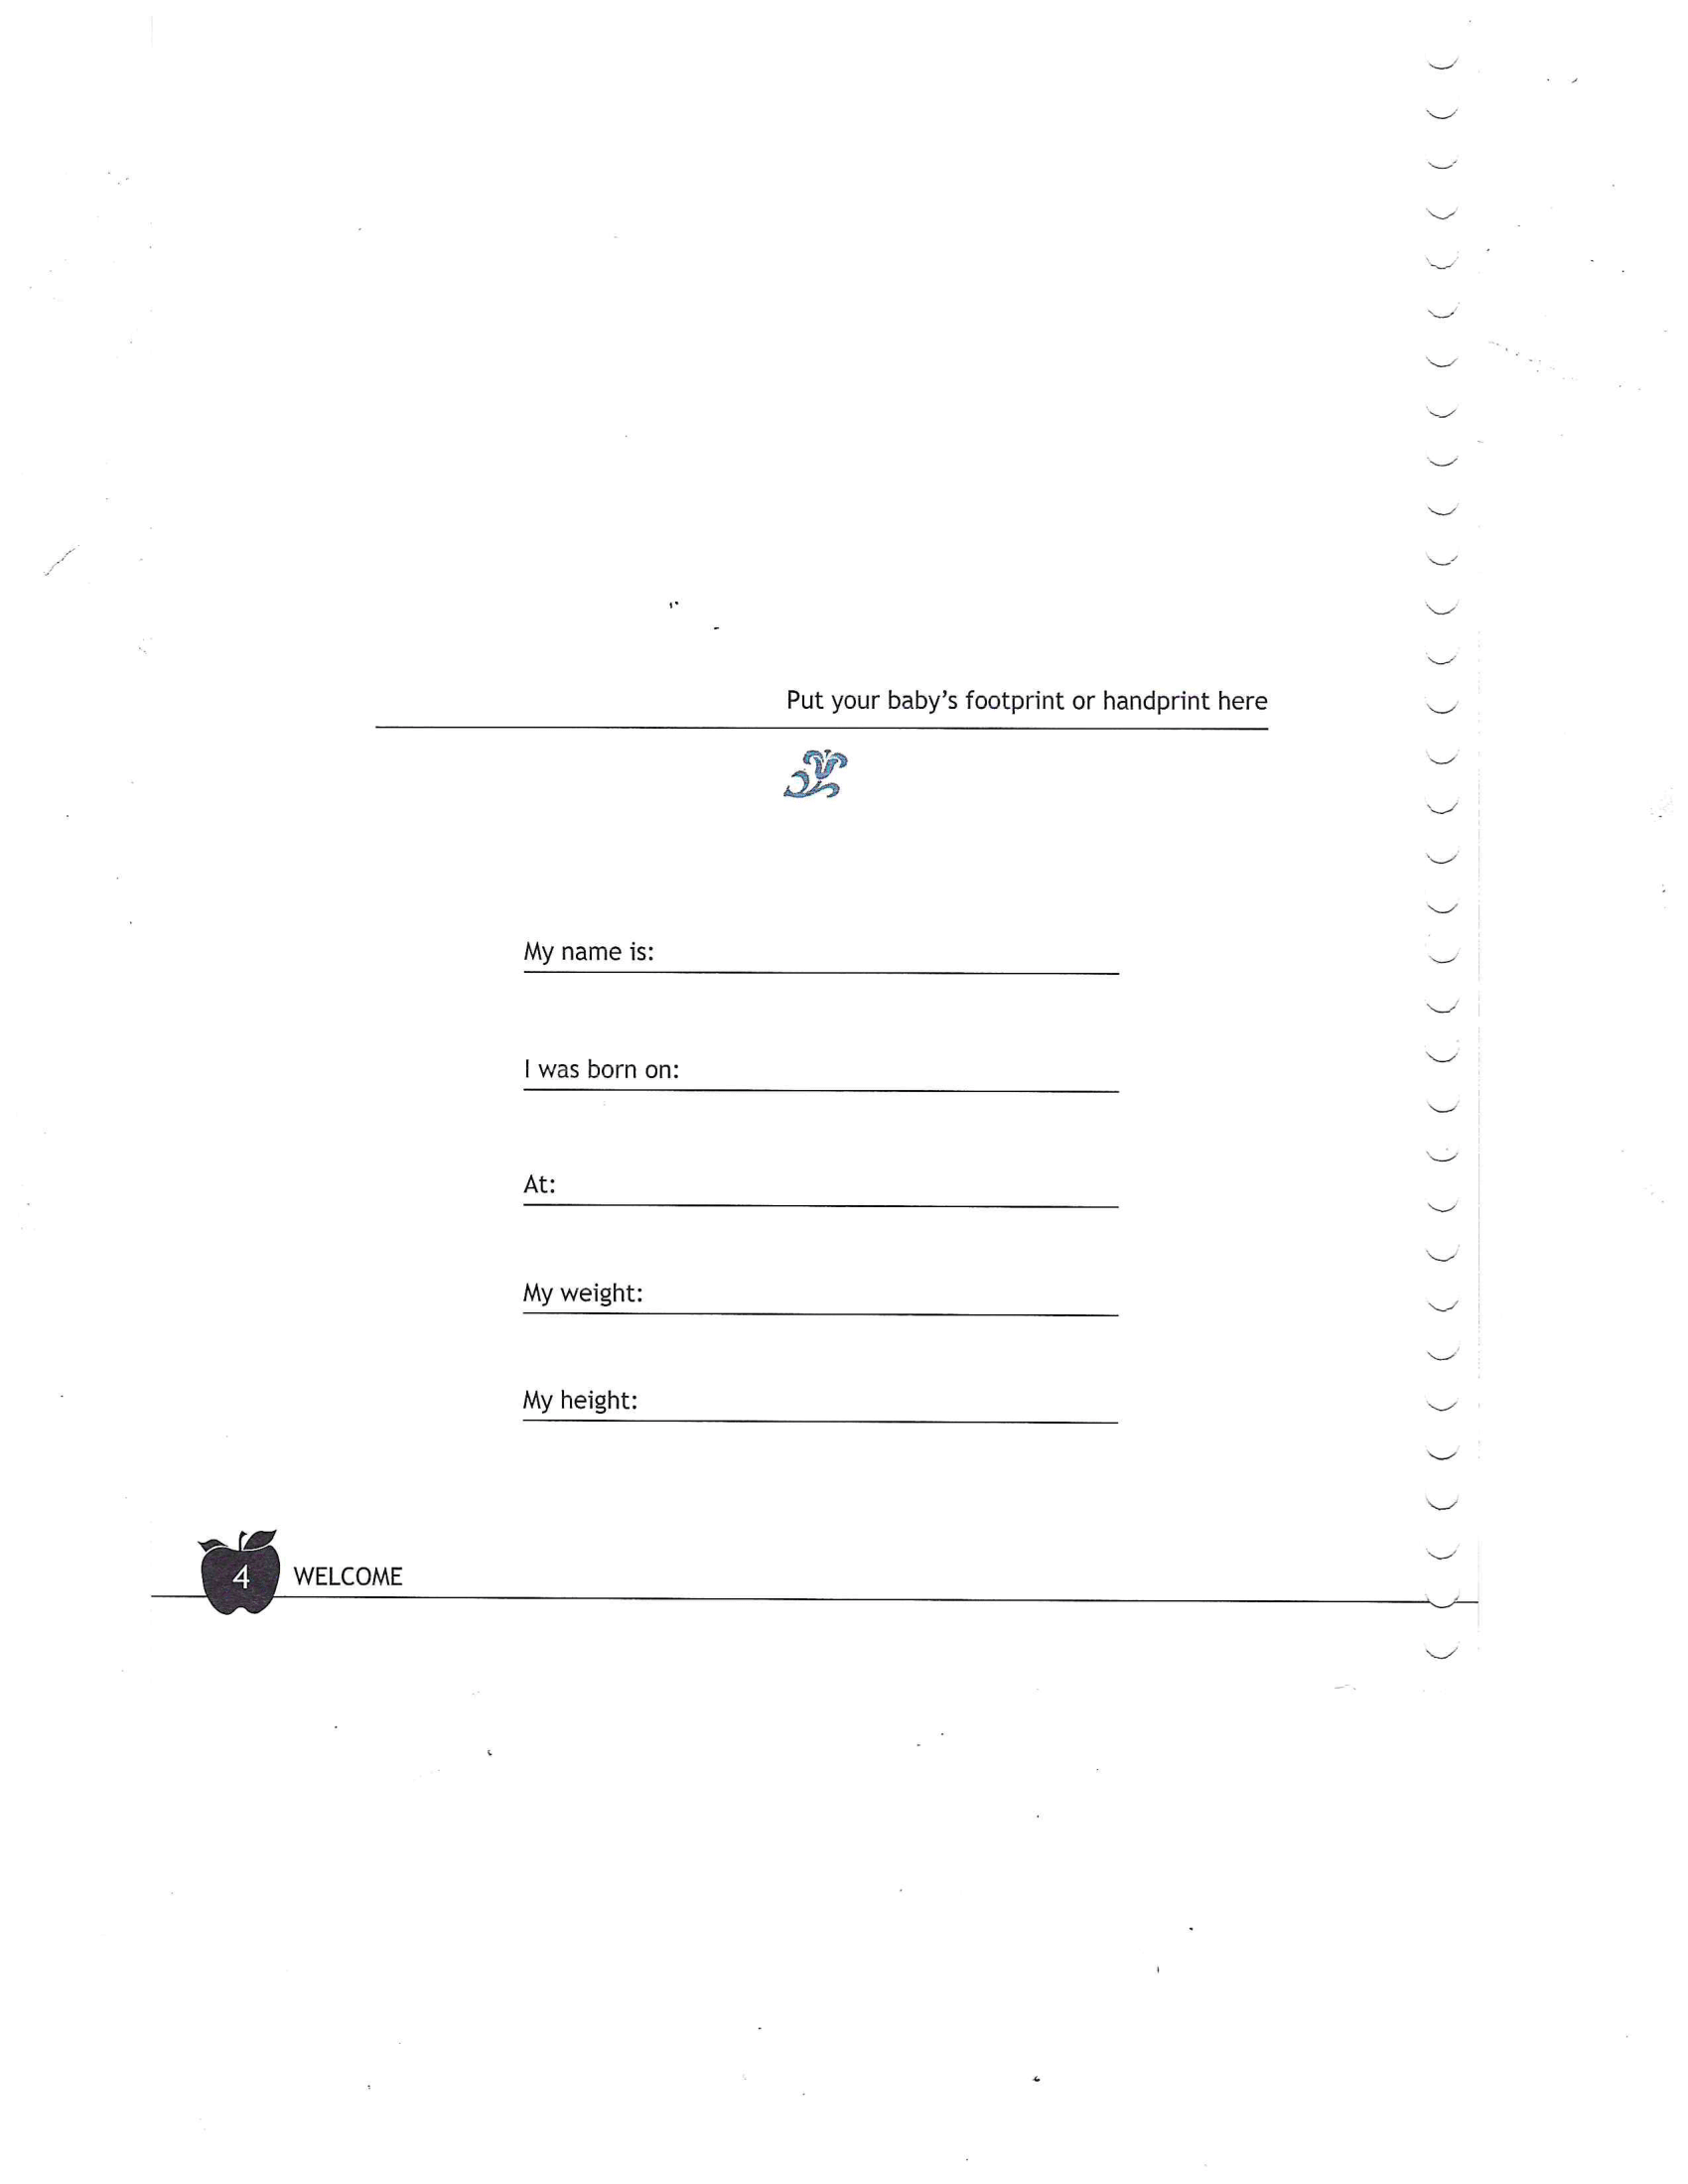 Put your baby’s footprint or handprint here
My name is:
I was born on:
At:
My weight:
My height:
4 WELCOME